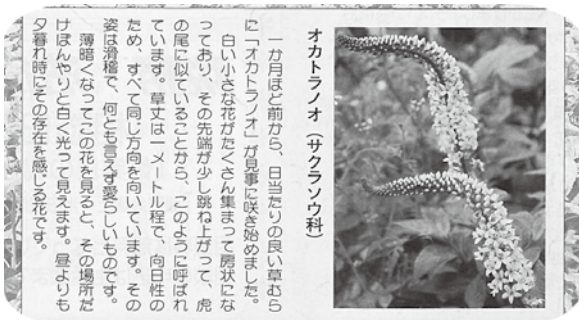 オカトラノオ（サクラソウ科）
一か月ほど前から、日当たりの良い草むら
に「オカトラノオ」が見事に咲き始めました。
白い小さな花がたくさん集まって房状にな
っており、その先端が少し跳ね上がって、虎
の尾に似ていることから、このように呼ばれ
ています。草丈は一メートル程で、向日性の
ため、すべて同じ方向を向いています。その
姿は滑稽で、何とも言えず愛らしいものです。
薄暗くなってこの花を見ると、その場所だ
けぼんやりと白く光って見えます。昼よりも
夕暮れ時にその存在を感じる花です。